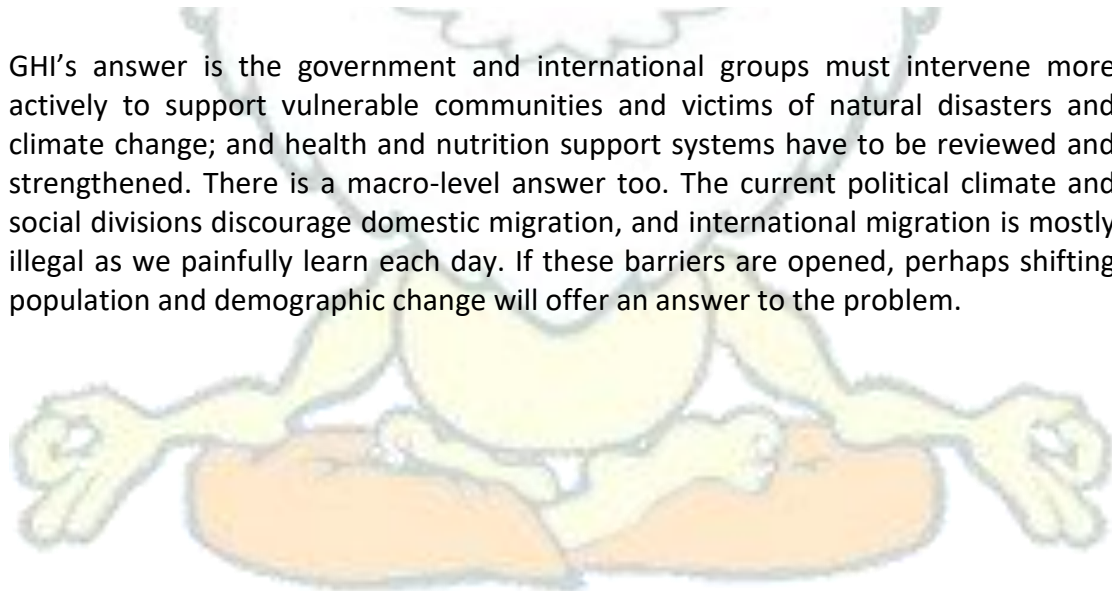 GHI’s answer is the government and international groups must intervene more
actively to support vulnerable communities and victims of natural disasters and
climate change; and health and nutrition support systems have to be reviewed and
strengthened. There is a macro-level answer too. The current political climate and
social divisions discourage domestic migration, and international migration is mostly
illegal as we painfully learn each day. If these barriers are opened, perhaps shifting
population and demographic change will offer an answer to the problem.